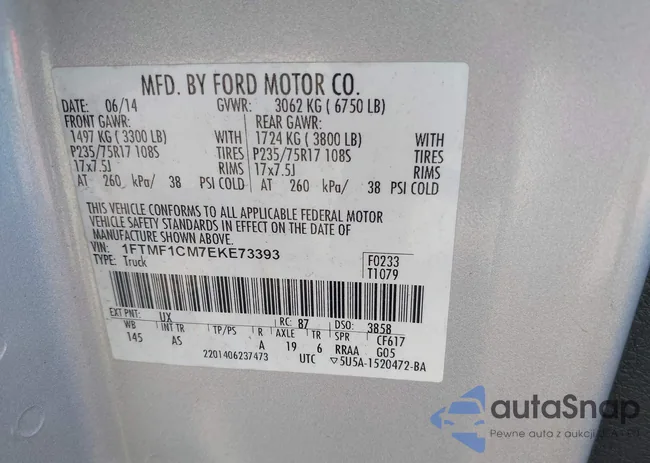 MFD. BY FORD MOTOR CO.
DATE: 06/14 GVWR: 3062 KG ( 6750 LB)
FRONT GAWR: REAR GAWR:
1497 KG ( 3300 LB) WITH 1724 KG ( 3800 LB) WITH
P235/75R17 108S TIRES P235/75R17 108S TIRES
17x7.5J RIMS 17x7.5J RIMS
AT 260 kPa/ 38 PSI COLD AT 260 kPa/ 38 PSI COLD
THIS VEHICLE CONFORMS TO ALL APPLICABLE FEDERAL MOTOR
VEHICLE SAFETY STANDARDS IN EFFECT ON THE DATE OF
MANUFACTURE SHOWN ABOVE.
VIN: 1FTMF1CM7EKE73393 F0233
TYPE: Truck T1079
EXT PNT: UX RC: 87 DSO: 385B
WB INT TR TP/PS R AXLE TR SPR CF617
145 AS A 19 6 RRAA G05
2201406237473 UTC ▽5U5A-1520472-BA
autaSnap
Pewne auta z aukcji